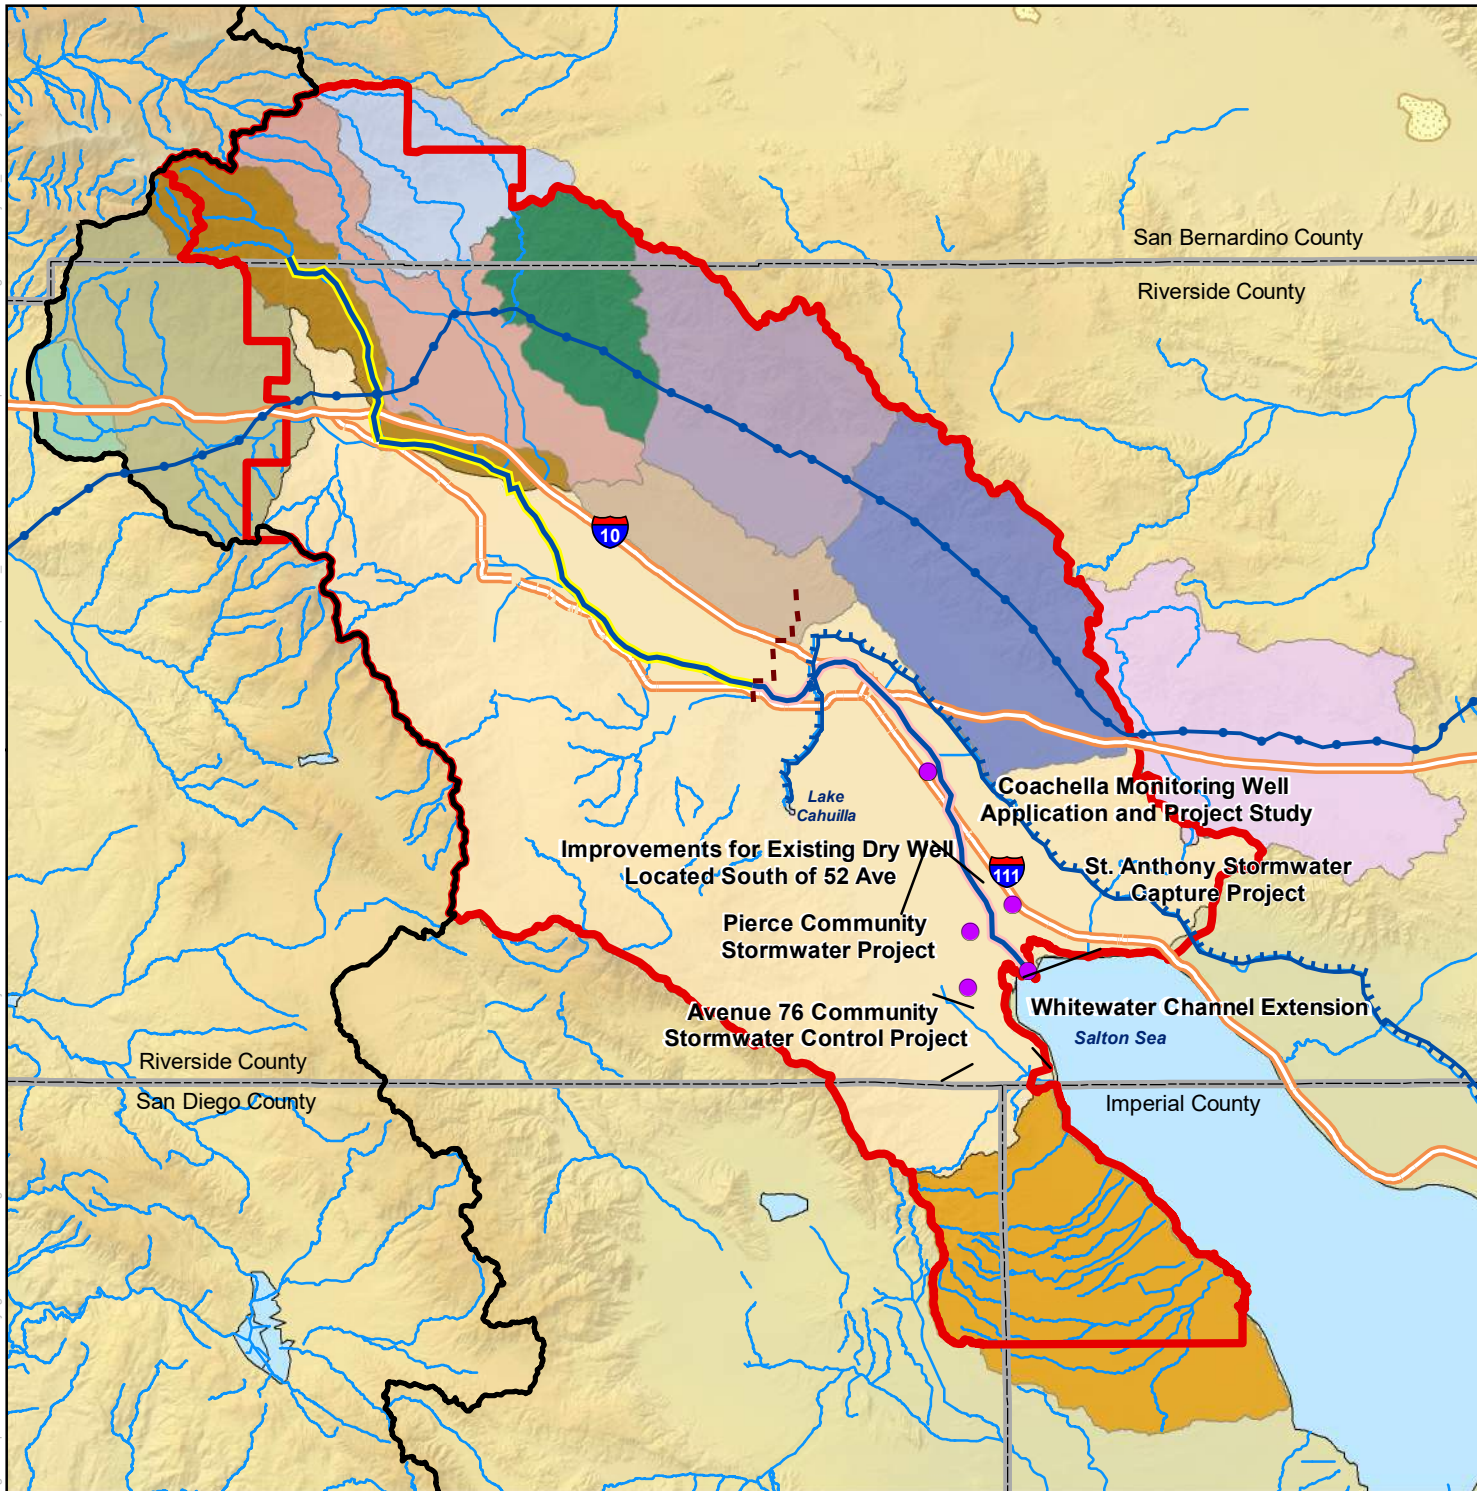 San Bernardino County
Riverside County
10
Lake
Cahuilla
Coachella Monitoring Well
Application and Project Study
Improvements for Existing Dry Well
Located South of 52 Ave
111
St. Anthony Stormwater
Capture Project
Pierce Community
Stormwater Project
Avenue 76 Community
Stormwater Control Project
Whitewater Channel Extension
Salton Sea
Riverside County
San Diego County
Imperial County